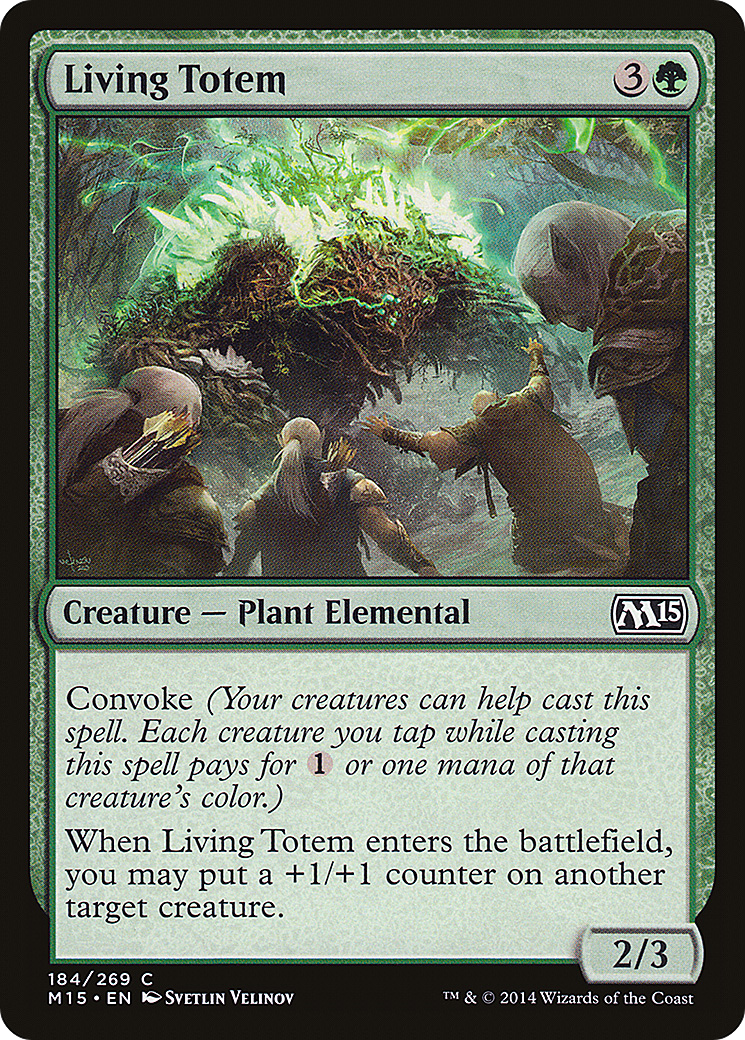 Living Totem 3
Creature — Plant Elemental M15
Convoke (Your creatures can help cast this
spell. Each creature you tap while casting
this spell pays for 1 or one mana of that
creature's color.)
When Living Totem enters the battlefield,
you may put a +1/+1 counter on another
target creature.
2/3
184/269 C
M15 • EN Svetlin Velinov ™ & © 2014 Wizards of the Coast